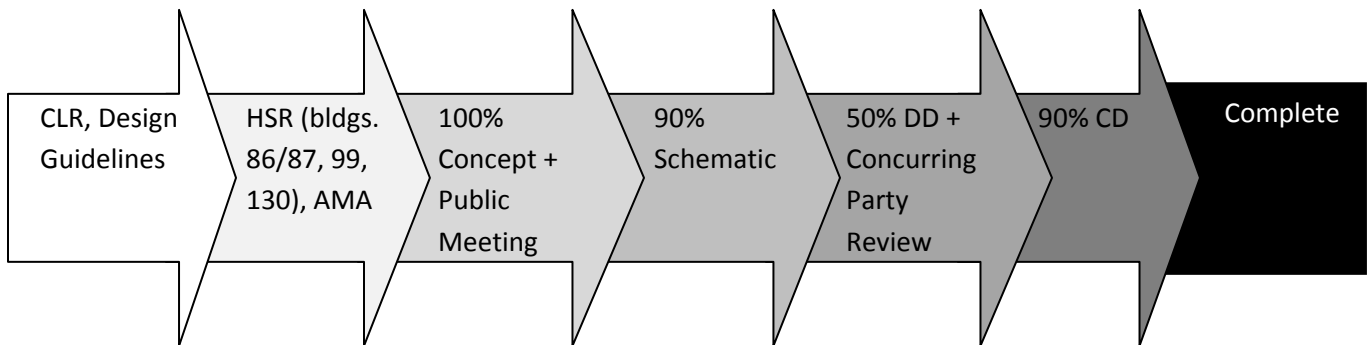 CLR, Design
Guidelines
HSR (bldgs.
86/87, 99,
130), AMA
100%
Concept +
Public
Meeting
90%
Schematic
50% DD +
Concurring
Party
Review
90% CD
Complete